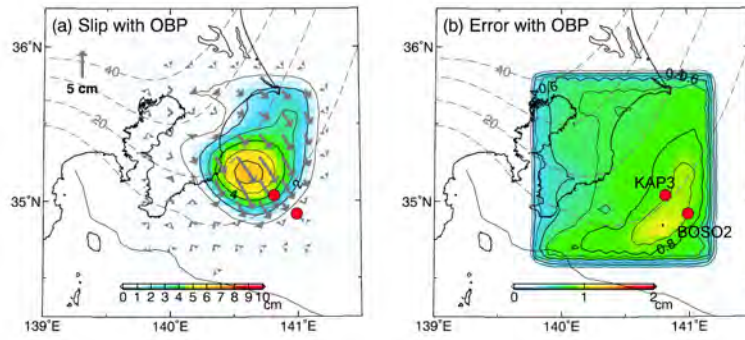 (a) Slip with OBP
(b) Error with OBP
36°N
36°N
5 cm
40
20
40
20
0.6
0.8
KAP3
BOSO2
35°N
35°N
0 1 2 3 4 5 6 7 8 9 10
cm
0 1 2
cm
139°E 140°E 141°E
139°E 140°E 141°E